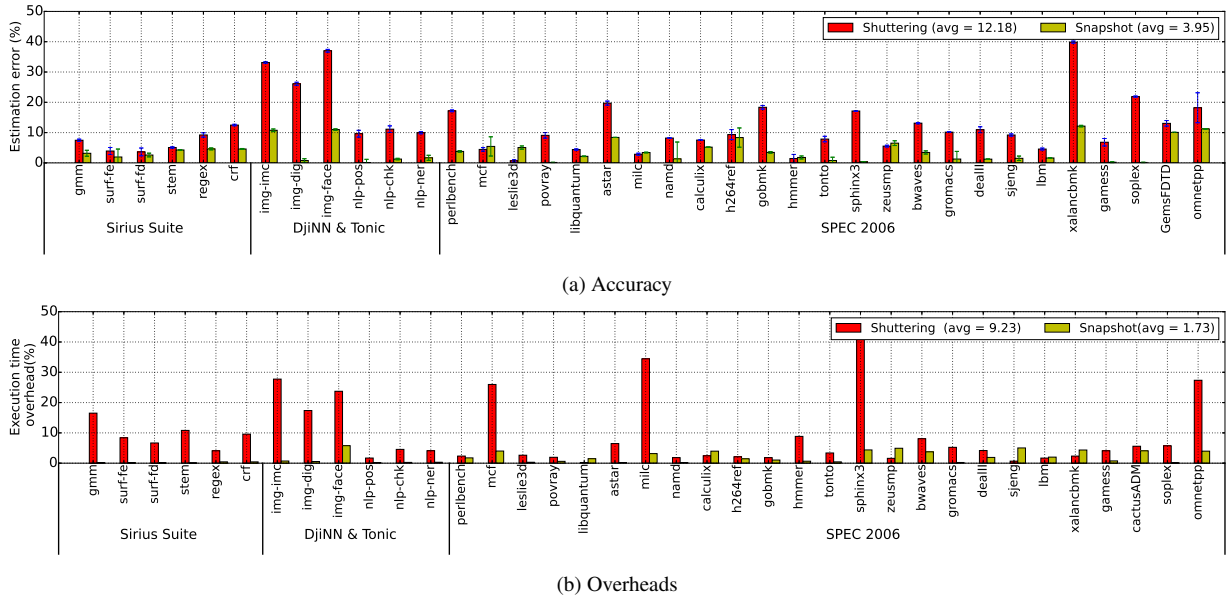 50
40
30
20
10
0
Estimation error (%)
Shuttering (avg = 12.18) Snapshot (avg = 3.95)
gmm surf-fe surf-fd stem regex crf img-imc img-dig img-face nlp-pos nlp-chk nlp-ner perlbench mcf leslie3d povray libquantum astar milc namd calculix h264ref gobmk hmmer tonto sphinx3 zeusmp bwaves gromacs dealII sjeng lbm xalancbmk gamess soplex GemsFDTD omnetpp
Sirius Suite DjiNN & Tonic SPEC 2006
(a) Accuracy
50
40
30
20
10
0
Execution time
overhead(%)
Shuttering (avg = 9.23) Snapshot(avg = 1.73)
gmm surf-fe surf-fd stem regex crf img-imc img-dig img-face nlp-pos nlp-chk nlp-ner perlbench mcf leslie3d povray libquantum astar milc namd calculix h264ref gobmk hmmer tonto sphinx3 zeusmp bwaves gromacs dealII sjeng lbm xalancbmk gamess cactusADM soplex omnetpp
Sirius Suite DjiNN & Tonic SPEC 2006
(b) Overheads